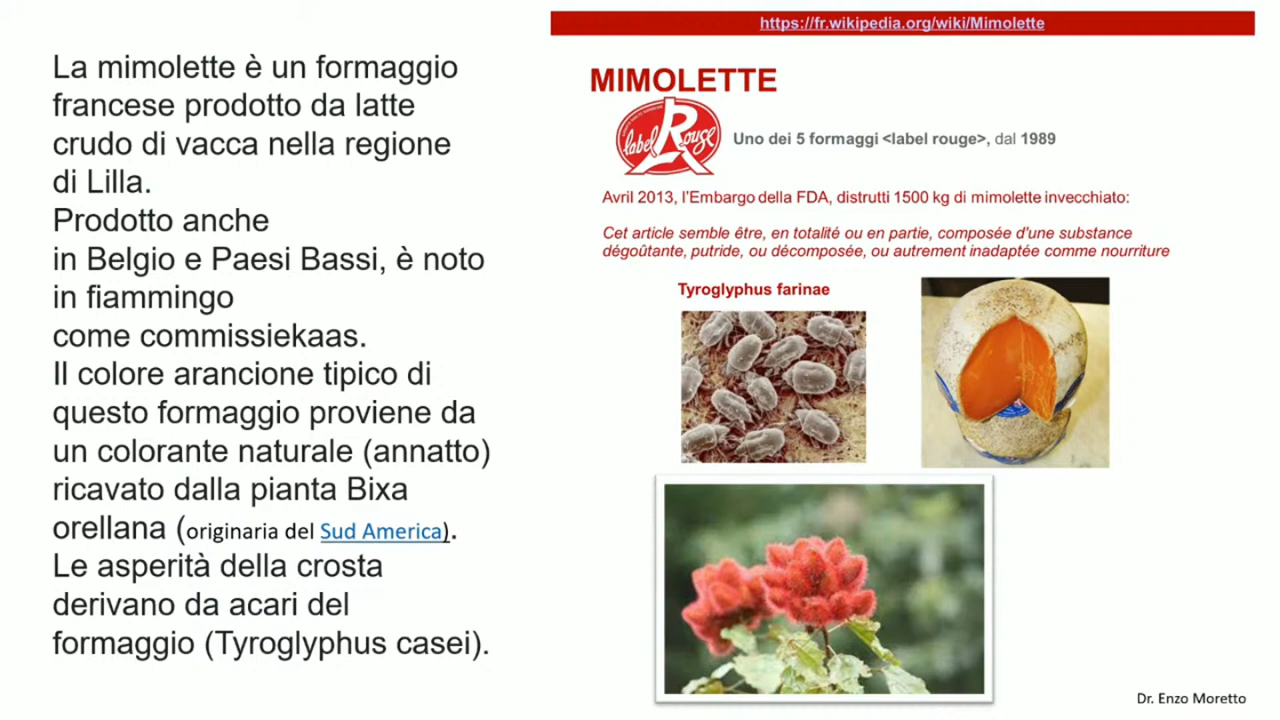 https://fr.wikipedia.org/wiki/Mimolette
La mimolette è un formaggio
francese prodotto da latte
crudo di vacca nella regione
di Lilla.
Prodotto anche
in Belgio e Paesi Bassi, è noto
in fiammingo
come commissiekaas.
Il colore arancione tipico di
questo formaggio proviene da
un colorante naturale (annatto)
ricavato dalla pianta Bixa
orellana (originaria del Sud America).
Le asperità della crosta
derivano da acari del
formaggio (Tyroglyphus casei).
MIMOLETTE
label Rouge
Uno dei 5 formaggi <label rouge>, dal 1989
Avril 2013, l'Embargo della FDA, distrutti 1500 kg di mimolette invecchiato:
Cet article semble être, en totalité ou en partie, composée d'une substance
dégoûtante, putride, ou décomposée, ou autrement inadaptée comme nourriture
Tyroglyphus farinae
Dr. Enzo Moretto